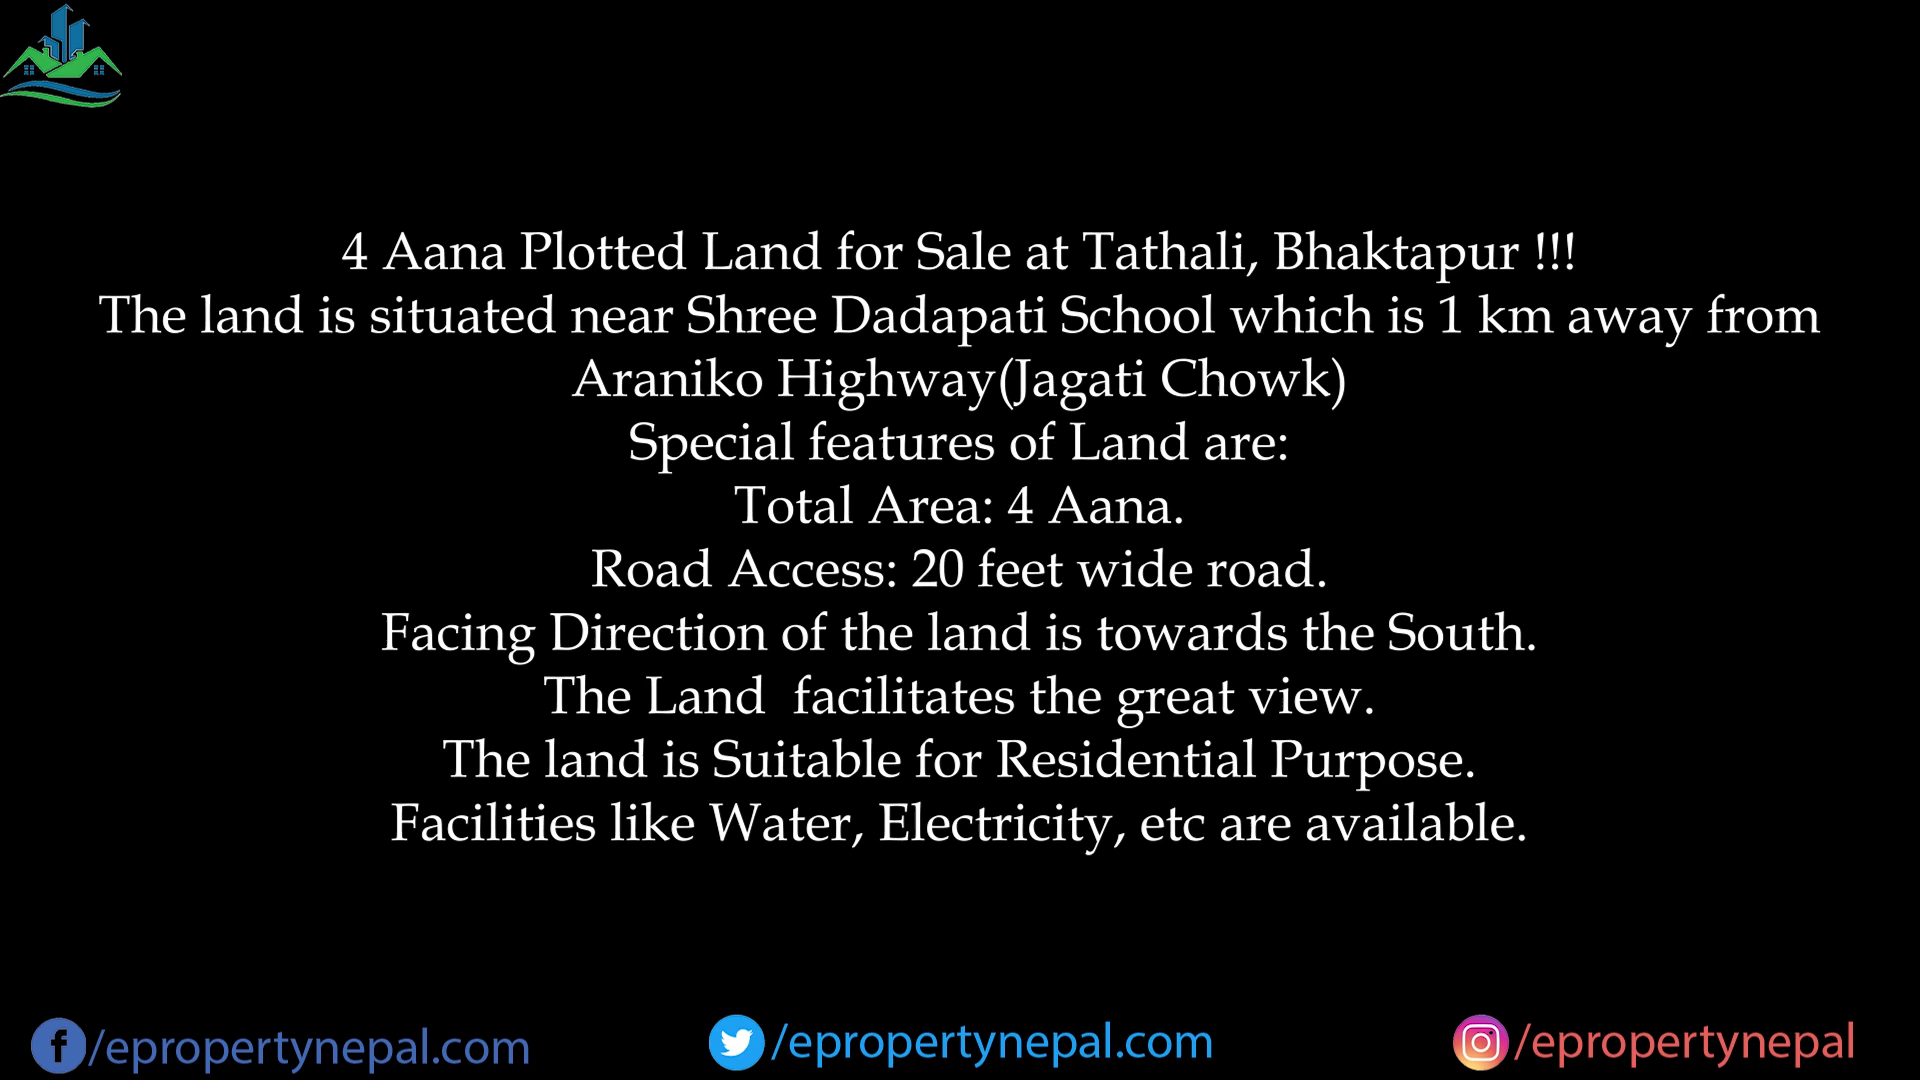 4 Aana Plotted Land for Sale at Tathali, Bhaktapur !!!
The land is situated near Shree Dadapati School which is 1 km away from
Araniko Highway(Jagati Chowk)
Special features of Land are:
Total Area: 4 Aana.
Road Access: 20 feet wide road.
Facing Direction of the land is towards the South.
The Land  facilitates the great view.
The land is Suitable for Residential Purpose.
Facilities like Water, Electricity, etc are available.
/epropertynepal.com
/epropertynepal.com
/epropertynepal